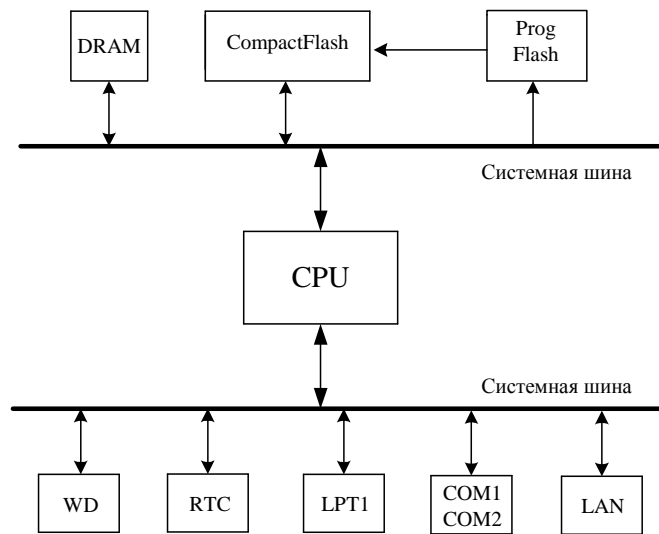 DRAM
CompactFlash
Prog
Flash
Системная шина
CPU
Системная шина
WD
RTC
LPT1
COM1
COM2
LAN